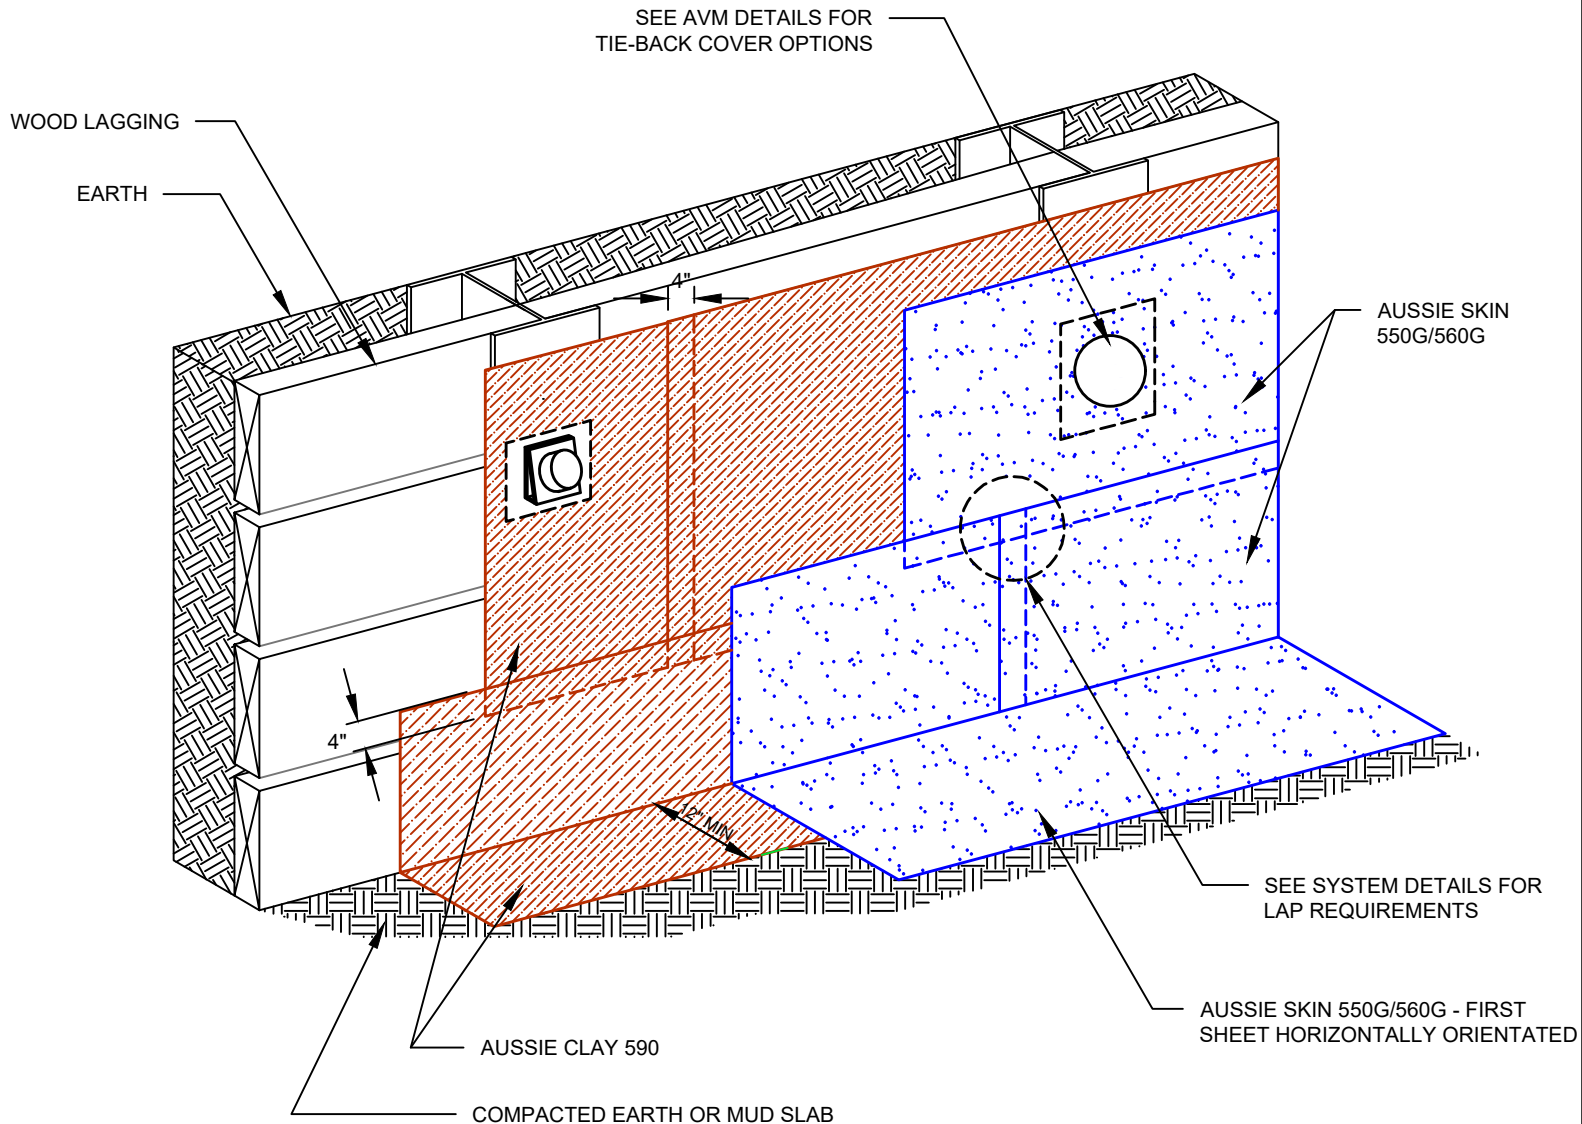 SEE AVM DETAILS FOR
TIE-BACK COVER OPTIONS
WOOD LAGGING
EARTH
4"
AUSSIE SKIN
550G/560G
4"
12" MIN
SEE SYSTEM DETAILS FOR
LAP REQUIREMENTS
AUSSIE SKIN 550G/560G - FIRST
SHEET HORIZONTALLY ORIENTATED
AUSSIE CLAY 590
COMPACTED EARTH OR MUD SLAB